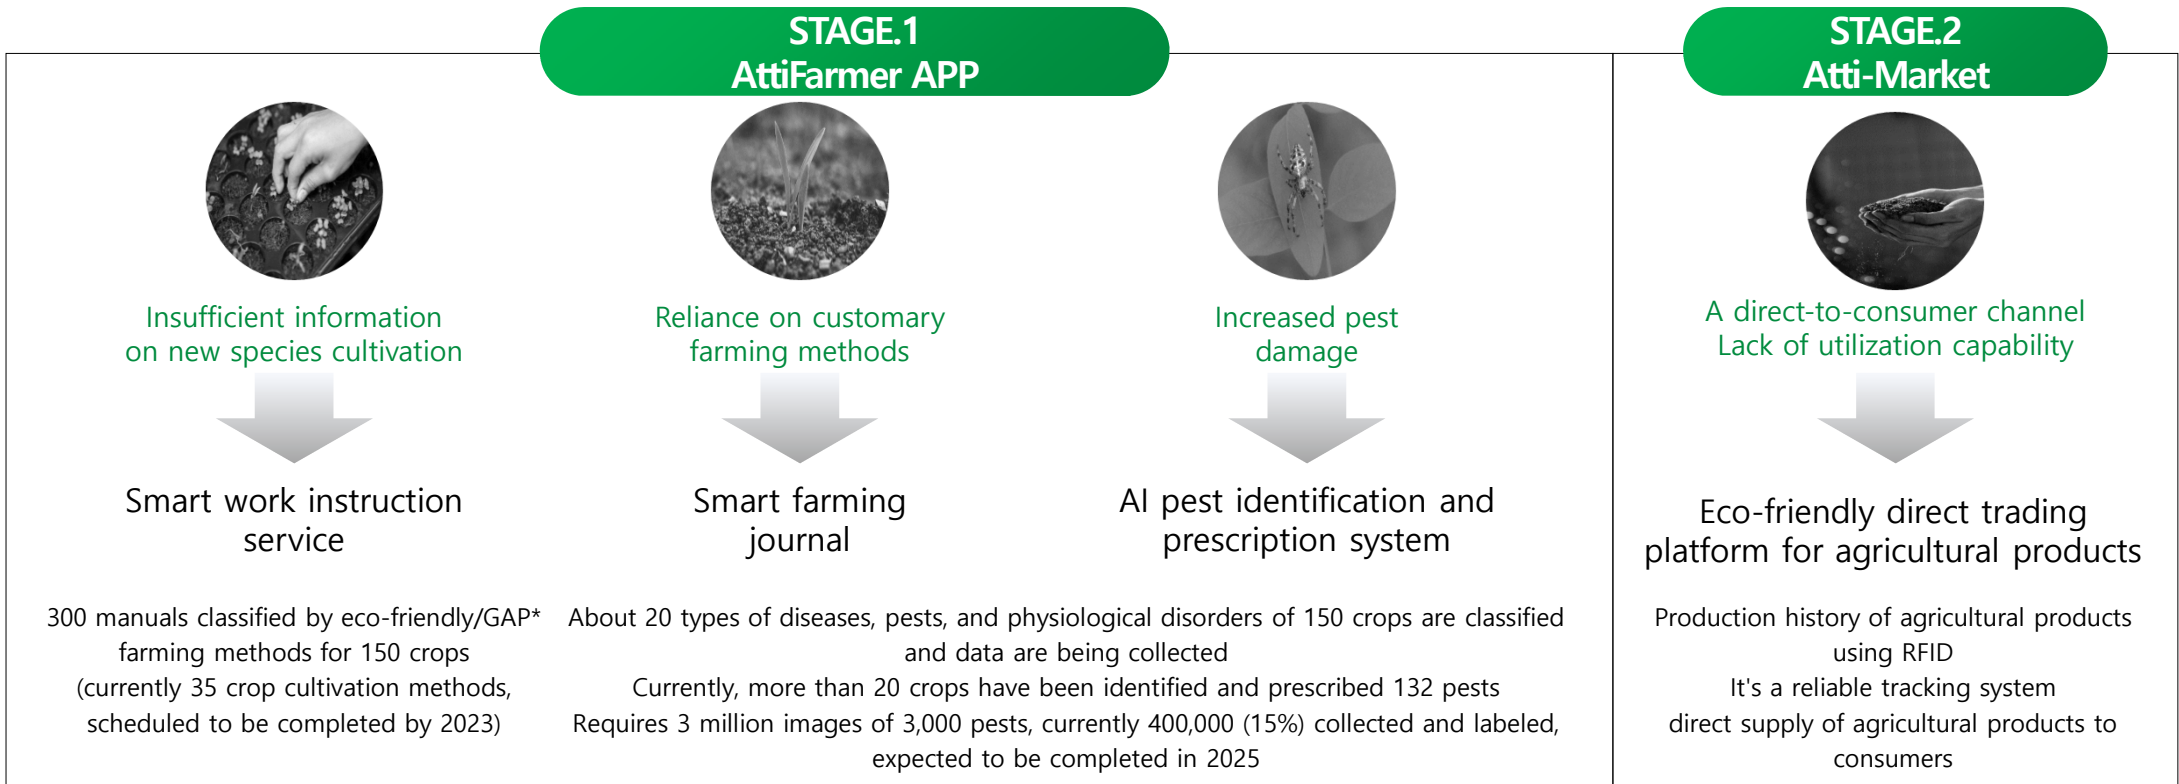 STAGE.1
AttiFarmer APP
STAGE.2
Atti-Market
Insufficient information
on new species cultivation
Reliance on customary
farming methods
Increased pest
damage
A direct-to-consumer channel
Lack of utilization capability
Smart work instruction
service
Smart farming
journal
AI pest identification and
prescription system
Eco-friendly direct trading
platform for agricultural products
300 manuals classified by eco-friendly/GAP*
farming methods for 150 crops
(currently 35 crop cultivation methods,
scheduled to be completed by 2023)
About 20 types of diseases, pests, and physiological disorders of 150 crops are classified
and data are being collected
Currently, more than 20 crops have been identified and prescribed 132 pests
Requires 3 million images of 3,000 pests, currently 400,000 (15%) collected and labeled,
expected to be completed in 2025
Production history of agricultural products
using RFID
It's a reliable tracking system
direct supply of agricultural products to
consumers